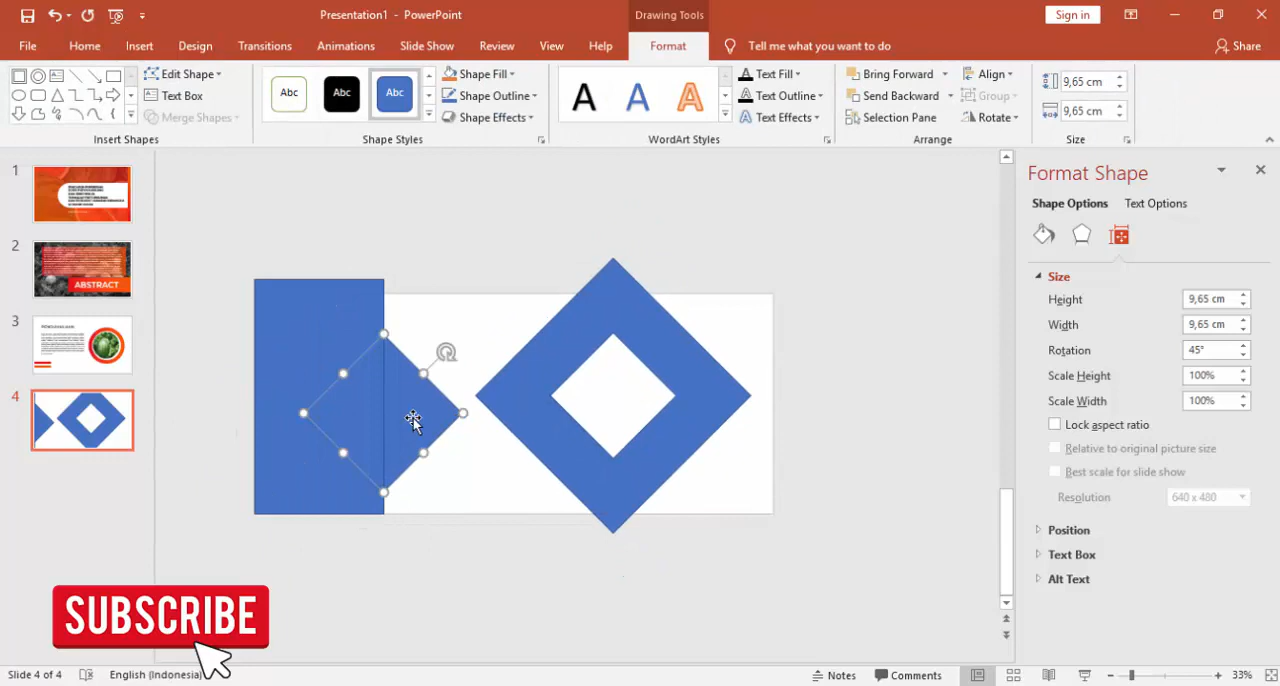 Presentation1 - PowerPoint
Drawing Tools
Sign in
File Home Insert Design Transitions Animations Slide Show Review View Help Format Tell me what you want to do Share
Edit Shape
Text Box
Merge Shapes
Insert Shapes
Abc Abc Abc
Shape Fill
Shape Outline
Shape Effects
Shape Styles
A A A
Text Fill
Text Outline
Text Effects
WordArt Styles
Bring Forward
Send Backward
Selection Pane
Align
Group
Rotate
Arrange
9,65 cm
9,65 cm
Size
1
2
ABSTRACT
3
4
Format Shape
Shape Options Text Options
Size
Height 9,65 cm
Width 9,65 cm
Rotation 45°
Scale Height 100%
Scale Width 100%
Lock aspect ratio
Relative to original picture size
Best scale for slide show
Resolution 640 x 480
Position
Text Box
Alt Text
SUBSCRIBE
Slide 4 of 4 English (Indonesia) Notes Comments 33%